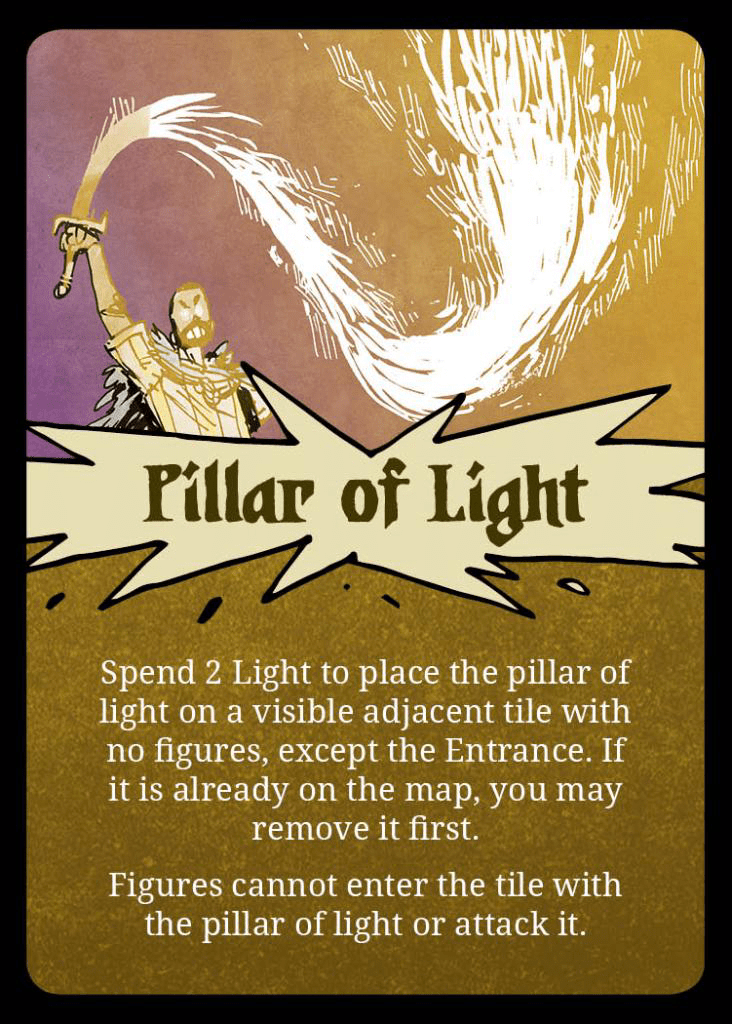 Pillar of Light
Spend 2 Light to place the pillar of
light on a visible adjacent tile with
no figures, except the Entrance. If
it is already on the map, you may
remove it first.
Figures cannot enter the tile with
the pillar of light or attack it.